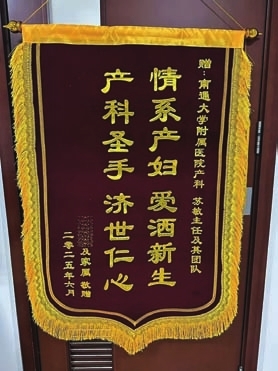 赠：南通大学附属医院产科 苏敏主任及其团队
情系产妇 爱洒新生
产科圣手 济世仁心
及家属 敬赠
二零二五年六月